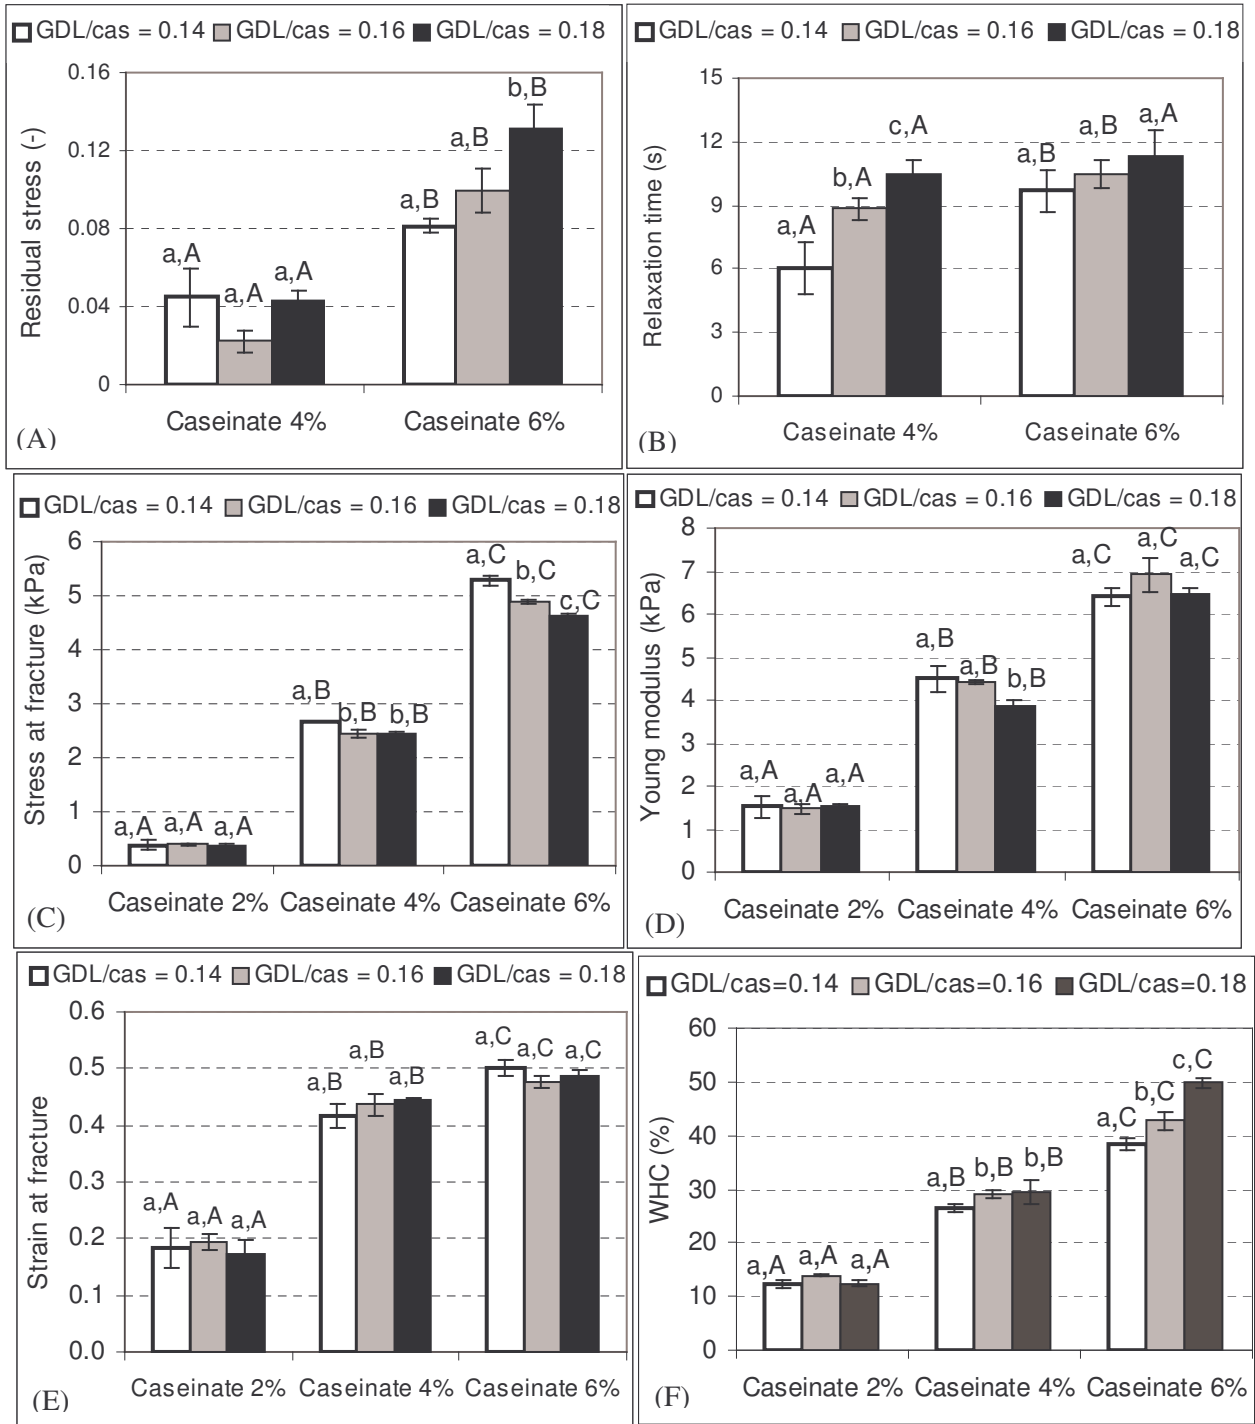 GDL/cas = 0.14 GDL/cas = 0.16 GDL/cas = 0.18
Residual stress (-)
0.16
0.12
0.08
0.04
0
a,A a,A a,A
a,B a,B b,B
Caseinate 4% Caseinate 6%
(A)
GDL/cas = 0.14 GDL/cas = 0.16 GDL/cas = 0.18
Relaxation time (s)
15
12
9
6
3
0
a,A b,A c,A
a,B a,B a,A
Caseinate 4% Caseinate 6%
(B)
GDL/cas = 0.14 GDL/cas = 0.16 GDL/cas = 0.18
Stress at fracture (kPa)
6
5
4
3
2
1
0
a,A a,A a,A
a,B b,B b,B
a,C b,C c,C
Caseinate 2% Caseinate 4% Caseinate 6%
(C)
GDL/cas = 0.14 GDL/cas = 0.16 GDL/cas = 0.18
Young modulus (kPa)
8
7
6
5
4
3
2
1
0
a,A a,A a,A
a,B a,B b,B
a,C a,C a,C
Caseinate 2% Caseinate 4% Caseinate 6%
(D)
GDL/cas = 0.14 GDL/cas = 0.16 GDL/cas = 0.18
Strain at fracture
0.6
0.5
0.4
0.3
0.2
0.1
0.0
a,A a,A a,A
a,B a,B a,B
a,C a,C a,C
Caseinate 2% Caseinate 4% Caseinate 6%
(E)
GDL/cas=0.14 GDL/cas=0.16 GDL/cas=0.18
WHC (%)
60
50
40
30
20
10
0
a,A a,A a,A
a,B b,B b,B
a,C b,C c,C
Caseinate 2% Caseinate 4% Caseinate 6%
(F)